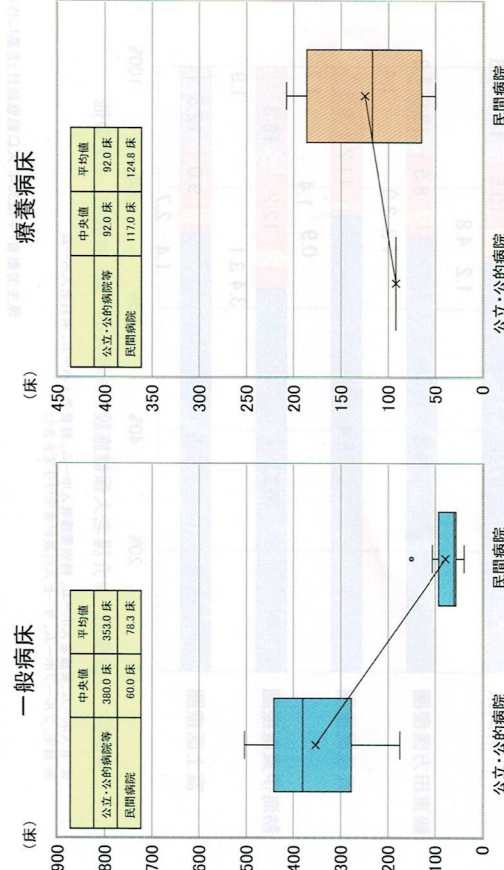 一般病床
(床)
中央値 平均値
公立・公的病院等 380.0 床 353.0 床
民間病院 60.0 床 78.3 床
900
800
700
600
500
400
300
200
100
0
公立・公的病院
民間病院
療養病床
(床)
中央値 平均値
公立・公的病院等 92.0 床 92.0 床
民間病院 117.0 床 124.8 床
450
400
350
300
250
200
150
100
50
0
公立・公的病院
民間病院